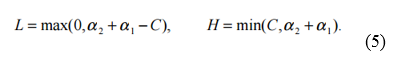 L = max(0, α₂ + α₁ − C),    H = min(C, α₂ + α₁).    (5)